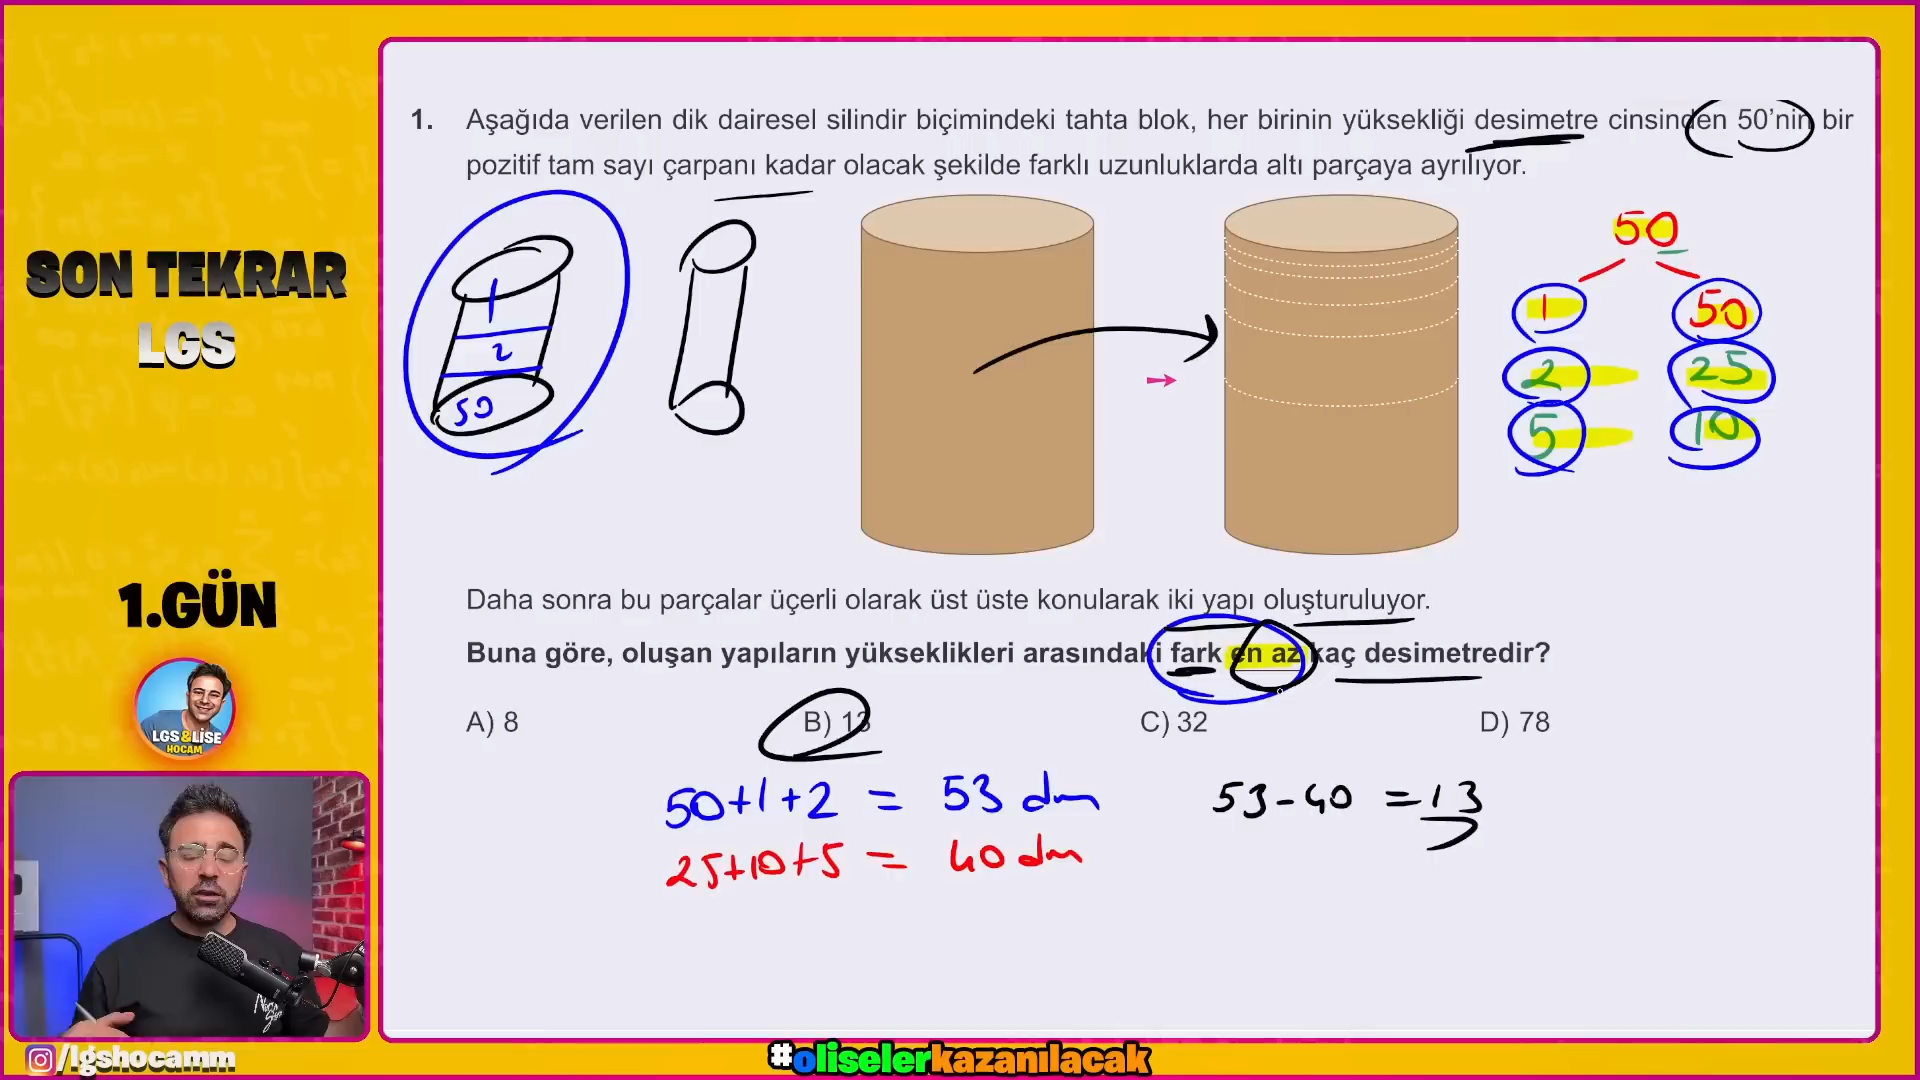 SON TEKRAR
LGS
1.GÜN
LGS&LİSE
HOCAM
/lgshocamm
1. Aşağıda verilen dik dairesel silindir biçimindeki tahta blok, her birinin yüksekliği desimetre cinsinden 50'nin bir
pozitif tam sayı çarpanı kadar olacak şekilde farklı uzunluklarda altı parçaya ayrılıyor.
1
2
50
50
1 50
2 25
5 10
Daha sonra bu parçalar üçerli olarak üst üste konularak iki yapı oluşturuluyor.
Buna göre, oluşan yapıların yükseklikleri arasındaki fark en az kaç desimetredir?
A) 8 B) 13 C) 32 D) 78
50+1+2 = 53 dm 53-40 = 13
25+10+5 = 40 dm
#oliselerkazanılacak